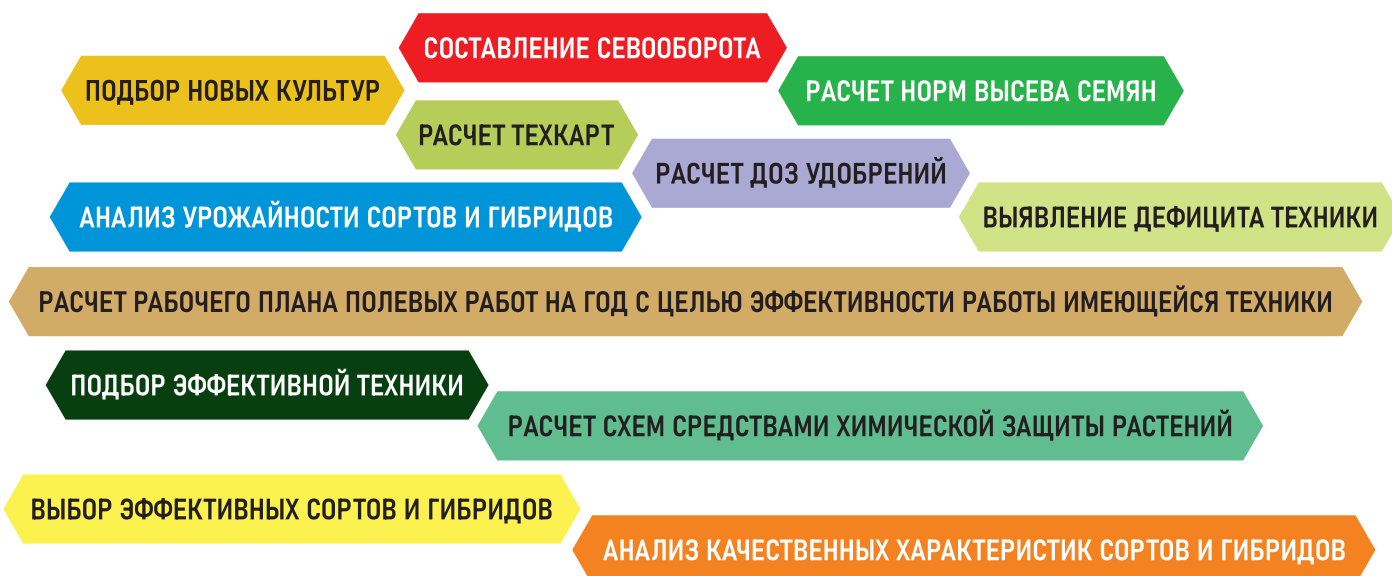 СОСТАВЛЕНИЕ СЕВООБОРОТА
ПОДБОР НОВЫХ КУЛЬТУР
РАСЧЕТ НОРМ ВЫСЕВА СЕМЯН
РАСЧЕТ ТЕХКАРТ
РАСЧЕТ ДОЗ УДОБРЕНИЙ
АНАЛИЗ УРОЖАЙНОСТИ СОРТОВ И ГИБРИДОВ
ВЫЯВЛЕНИЕ ДЕФИЦИТА ТЕХНИКИ
РАСЧЕТ РАБОЧЕГО ПЛАНА ПОЛЕВЫХ РАБОТ НА ГОД С ЦЕЛЬЮ ЭФФЕКТИВНОСТИ РАБОТЫ ИМЕЮЩЕЙСЯ ТЕХНИКИ
ПОДБОР ЭФФЕКТИВНОЙ ТЕХНИКИ
РАСЧЕТ СХЕМ СРЕДСТВАМИ ХИМИЧЕСКОЙ ЗАЩИТЫ РАСТЕНИЙ
ВЫБОР ЭФФЕКТИВНЫХ СОРТОВ И ГИБРИДОВ
АНАЛИЗ КАЧЕСТВЕННЫХ ХАРАКТЕРИСТИК СОРТОВ И ГИБРИДОВ